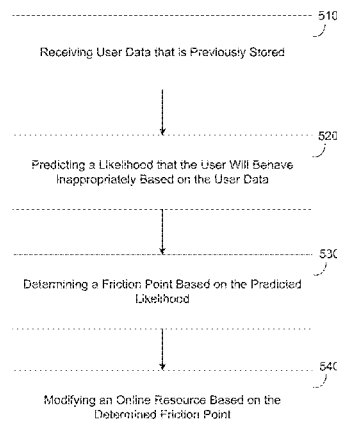 510
Receiving User Data that is Previously Stored
520
Predicting a Likelihood that the User Will Behave
Inappropriately Based on the User Data
530
Determining a Friction Point Based on the Predicted
Likelihood
540
Modifying an Online Resource Based on the
Determined Friction Point